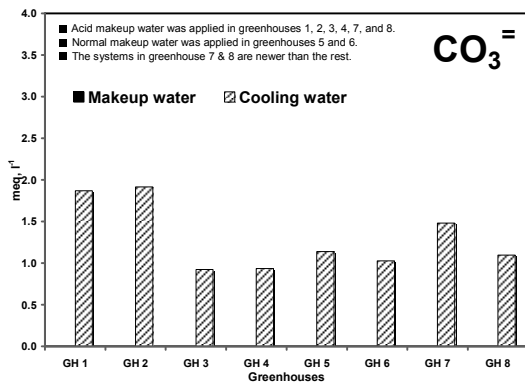 ■ Acid makeup water was applied in greenhouses 1, 2, 3, 4, 7, and 8.
■ Normal makeup water was applied in greenhouses 5 and 6.
■ The systems in greenhouse 7 & 8 are newer than the rest.
CO₃⁼
Makeup water Cooling water
4.0
3.5
3.0
2.5
2.0
1.5
1.0
0.5
0.0
meq. l⁻¹
GH 1 GH 2 GH 3 GH 4 GH 5 GH 6 GH 7 GH 8
Greenhouses